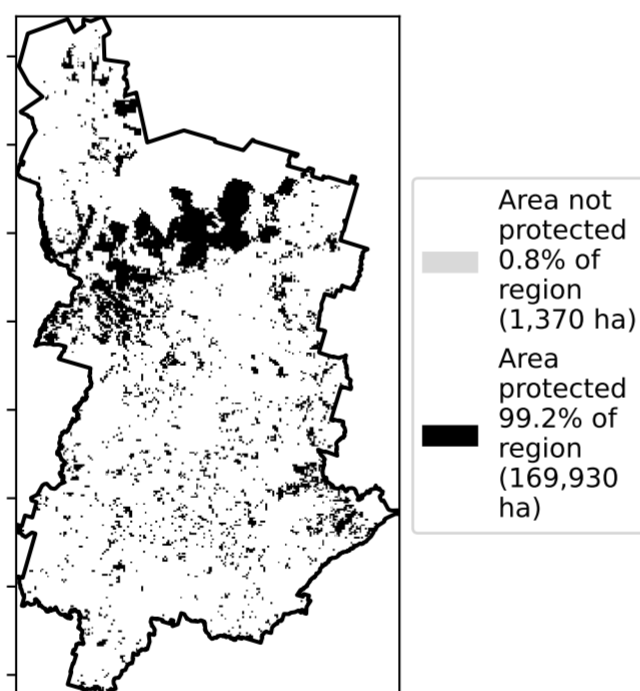 Area not
protected
0.8% of
region
(1,370 ha)
Area
protected
99.2% of
region
(169,930
ha)